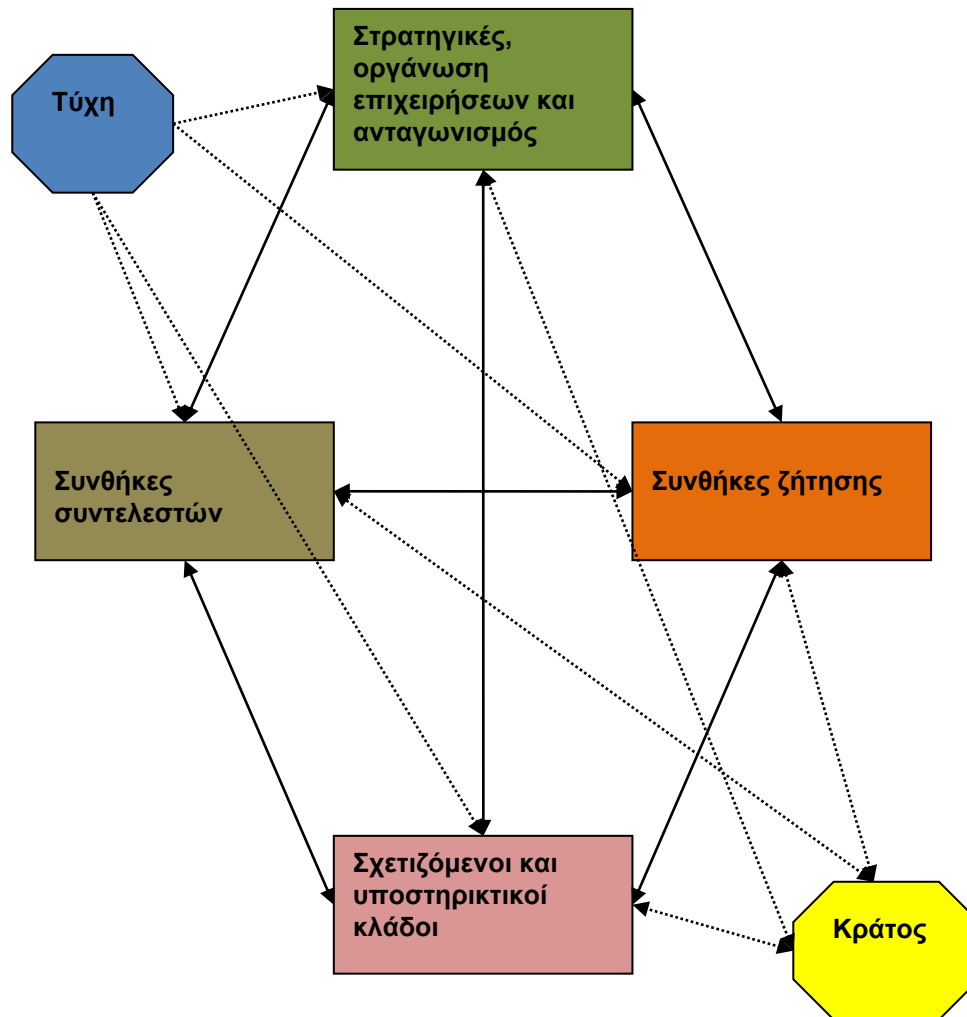 Στρατηγικές,
οργάνωση
επιχειρήσεων και
ανταγωνισμός
Τύχη
Συνθήκες
συντελεστών
Συνθήκες ζήτησης
Σχετιζόμενοι και
υποστηρικτικοί
κλάδοι
Κράτος